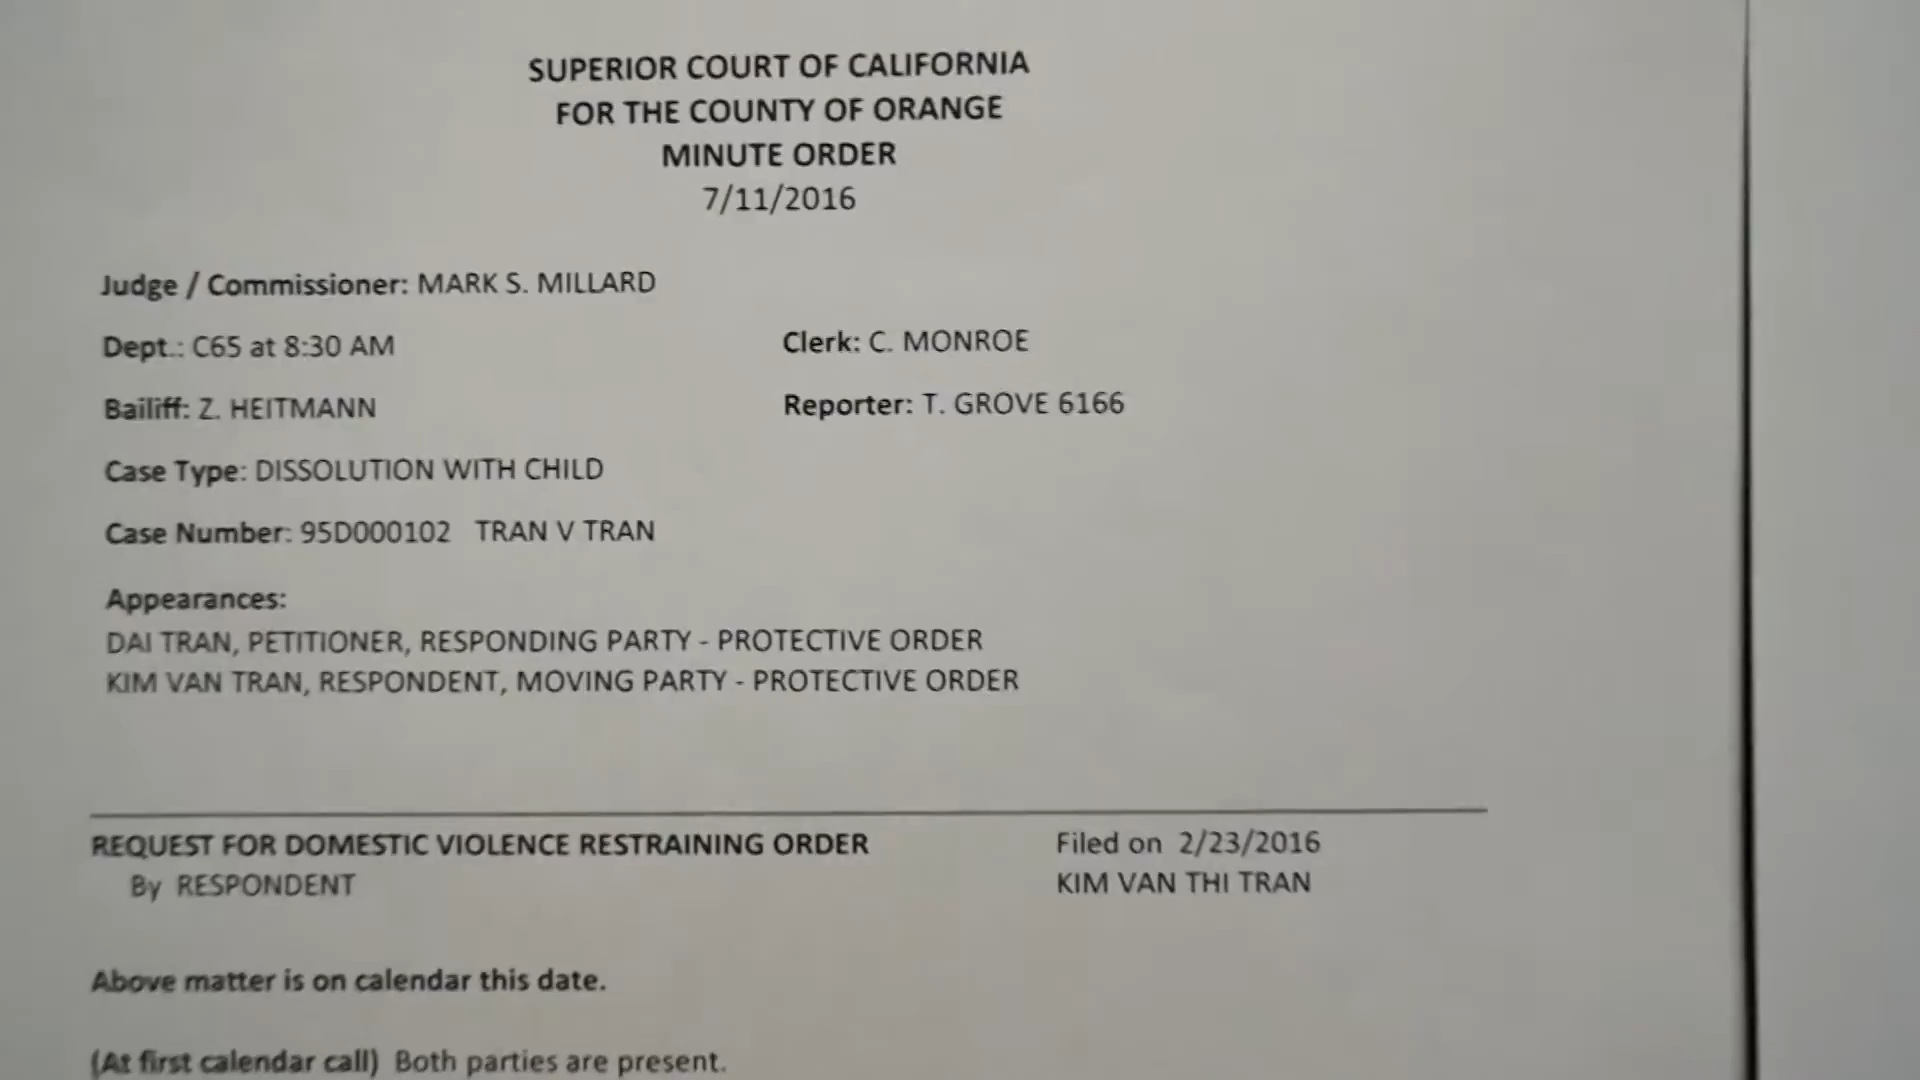 SUPERIOR COURT OF CALIFORNIA
FOR THE COUNTY OF ORANGE
MINUTE ORDER
7/11/2016
Judge / Commissioner: MARK S. MILLARD
Dept.: C65 at 8:30 AM
Clerk: C. MONROE
Bailiff: Z. HEITMANN
Reporter: T. GROVE 6166
Case Type: DISSOLUTION WITH CHILD
Case Number: 95D000102 TRAN V TRAN
Appearances:
DAI TRAN, PETITIONER, RESPONDING PARTY - PROTECTIVE ORDER
KIM VAN TRAN, RESPONDENT, MOVING PARTY - PROTECTIVE ORDER
REQUEST FOR DOMESTIC VIOLENCE RESTRAINING ORDER
Filed on 2/23/2016
By RESPONDENT
KIM VAN THI TRAN
Above matter is on calendar this date.
(At first calendar call) Both parties are present.